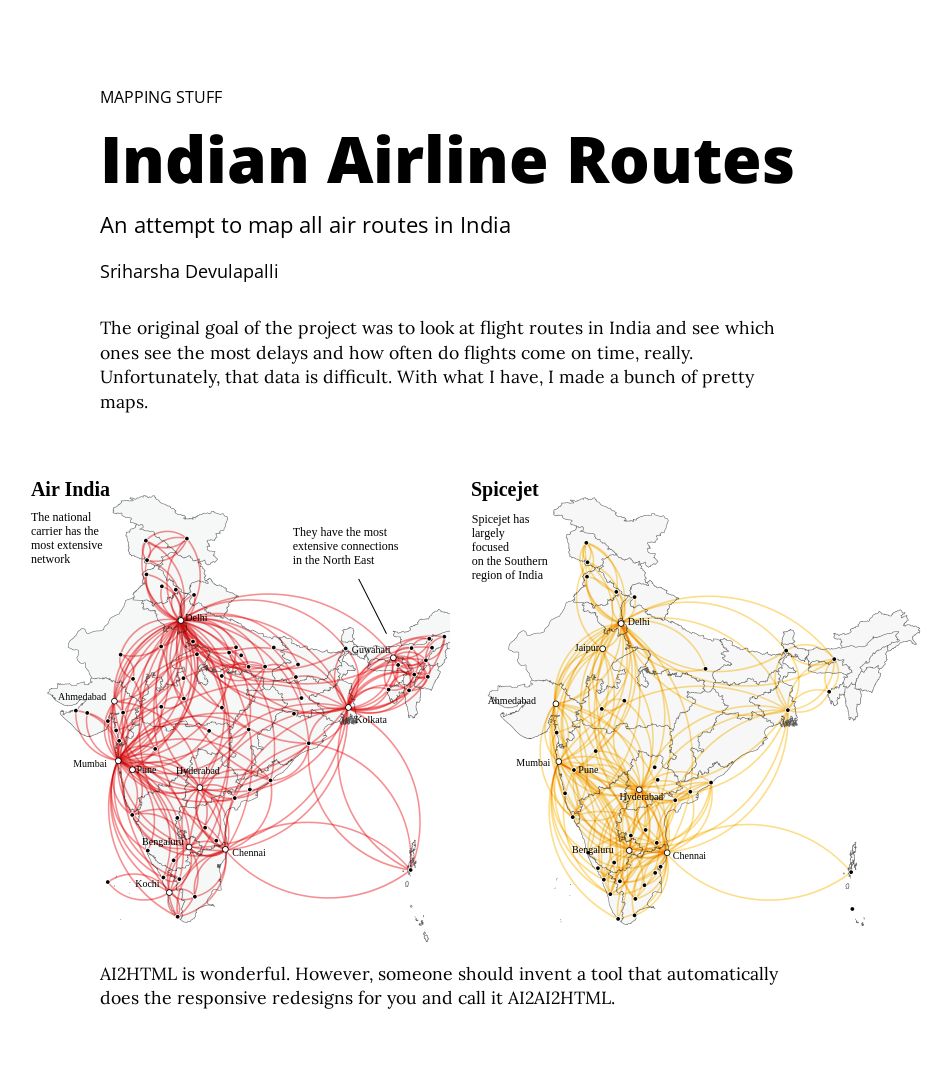 MAPPING STUFF
Indian Airline Routes
An attempt to map all air routes in India
Sriharsha Devulapalli
The original goal of the project was to look at flight routes in India and see which
ones see the most delays and how often do flights come on time, really.
Unfortunately, that data is difficult. With what I have, I made a bunch of pretty
maps.
Air India
The national
carrier has the
most extensive
network
They have the most
extensive connections
in the North East
Delhi
Guwahati
Ahmedabad
Kolkata
Mumbai
Pune
Hyderabad
Bengaluru
Chennai
Kochi
Spicejet
Spicejet has
largely
focused
on the Southern
region of India
Delhi
Jaipur
Ahmedabad
Mumbai
Pune
Hyderabad
Bengaluru
Chennai
AI2HTML is wonderful. However, someone should invent a tool that automatically
does the responsive redesigns for you and call it AI2AI2HTML.